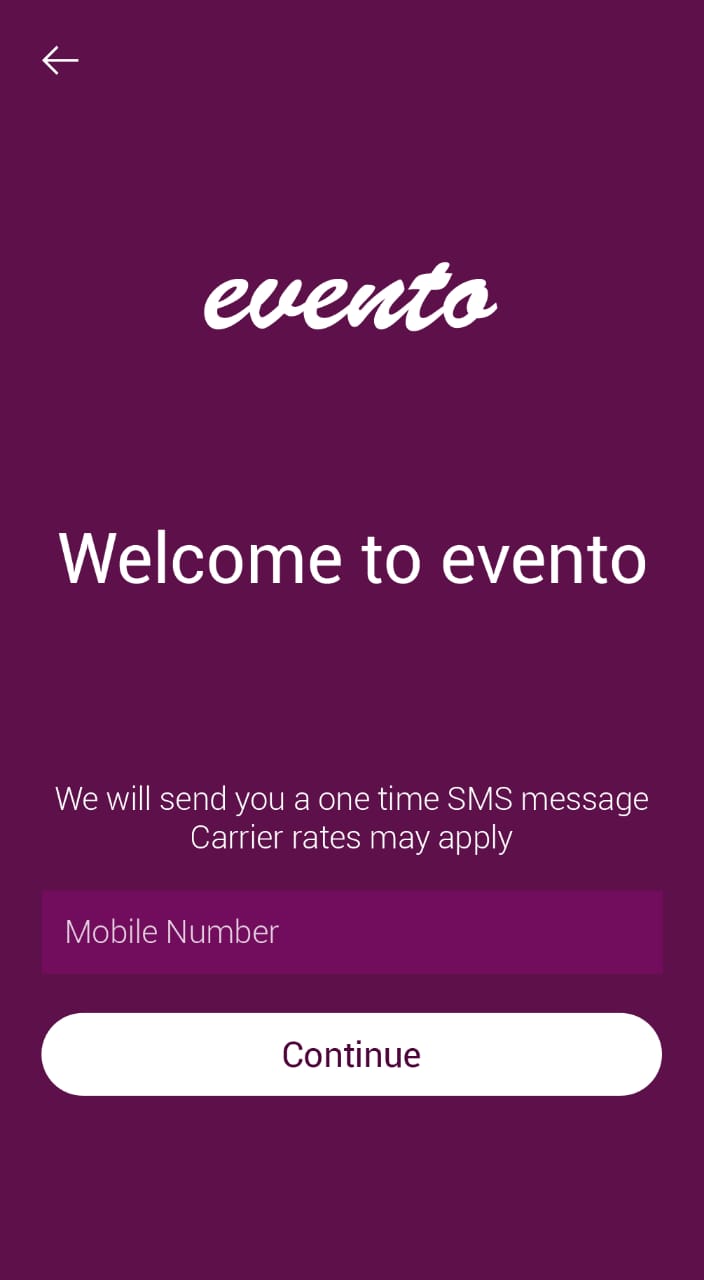 evento
Welcome to evento
We will send you a one time SMS message
Carrier rates may apply
Mobile Number
Continue